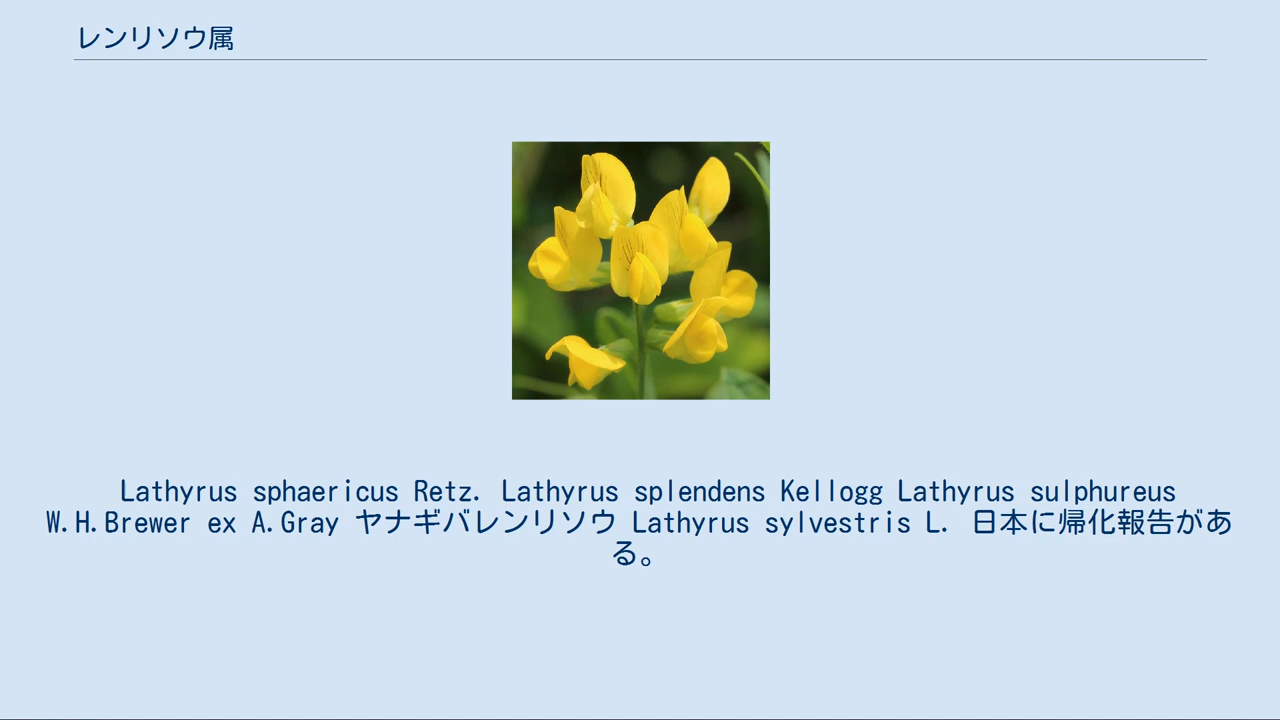 レンリソウ属
Lathyrus sphaericus Retz. Lathyrus splendens Kellogg Lathyrus sulphureus
W.H.Brewer ex A.Gray ヤナギバレンリソウ Lathyrus sylvestris L. 日本に帰化報告があ
る。